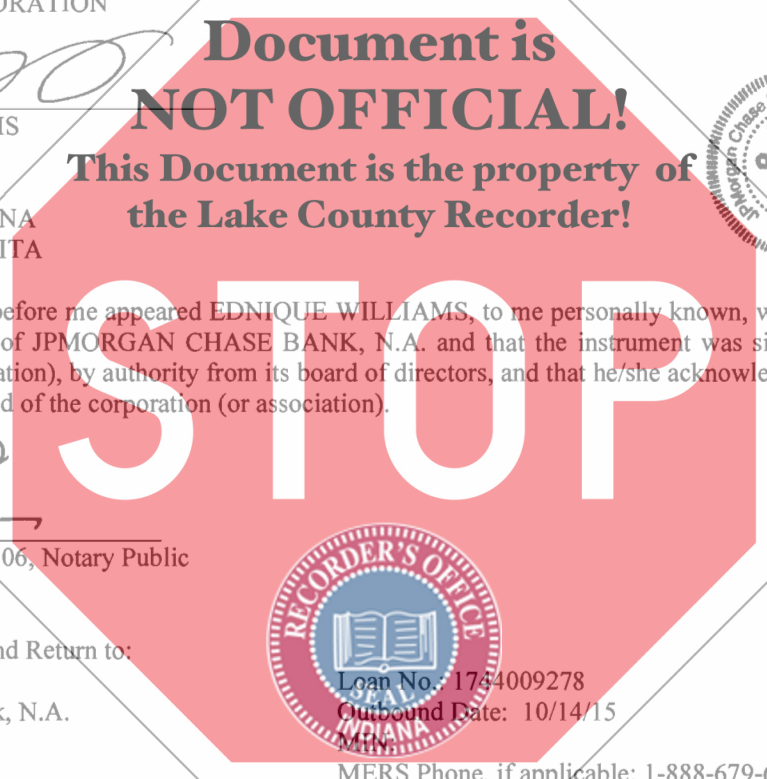 ORATION
Document is
NOT OFFICIAL!
IS
This Document is the property of
the Lake County Recorder!
JPMorgan Chase
NA
ITA
before me appeared EDNIQUE WILLIAMS, to me personally known, w
of JPMORGAN CHASE BANK, N.A. and that the instrument was si
ation), by authority from its board of directors, and that he/she acknowle
d of the corporation (or association).
STOP
06, Notary Public
RECORDER'S OFFICE
SEAL
INDIANA
nd Return to:
Loan No.: 1744009278
k, N.A.
Outbound Date: 10/14/15
MIN:
MERS Phone, if applicable: 1-888-679-